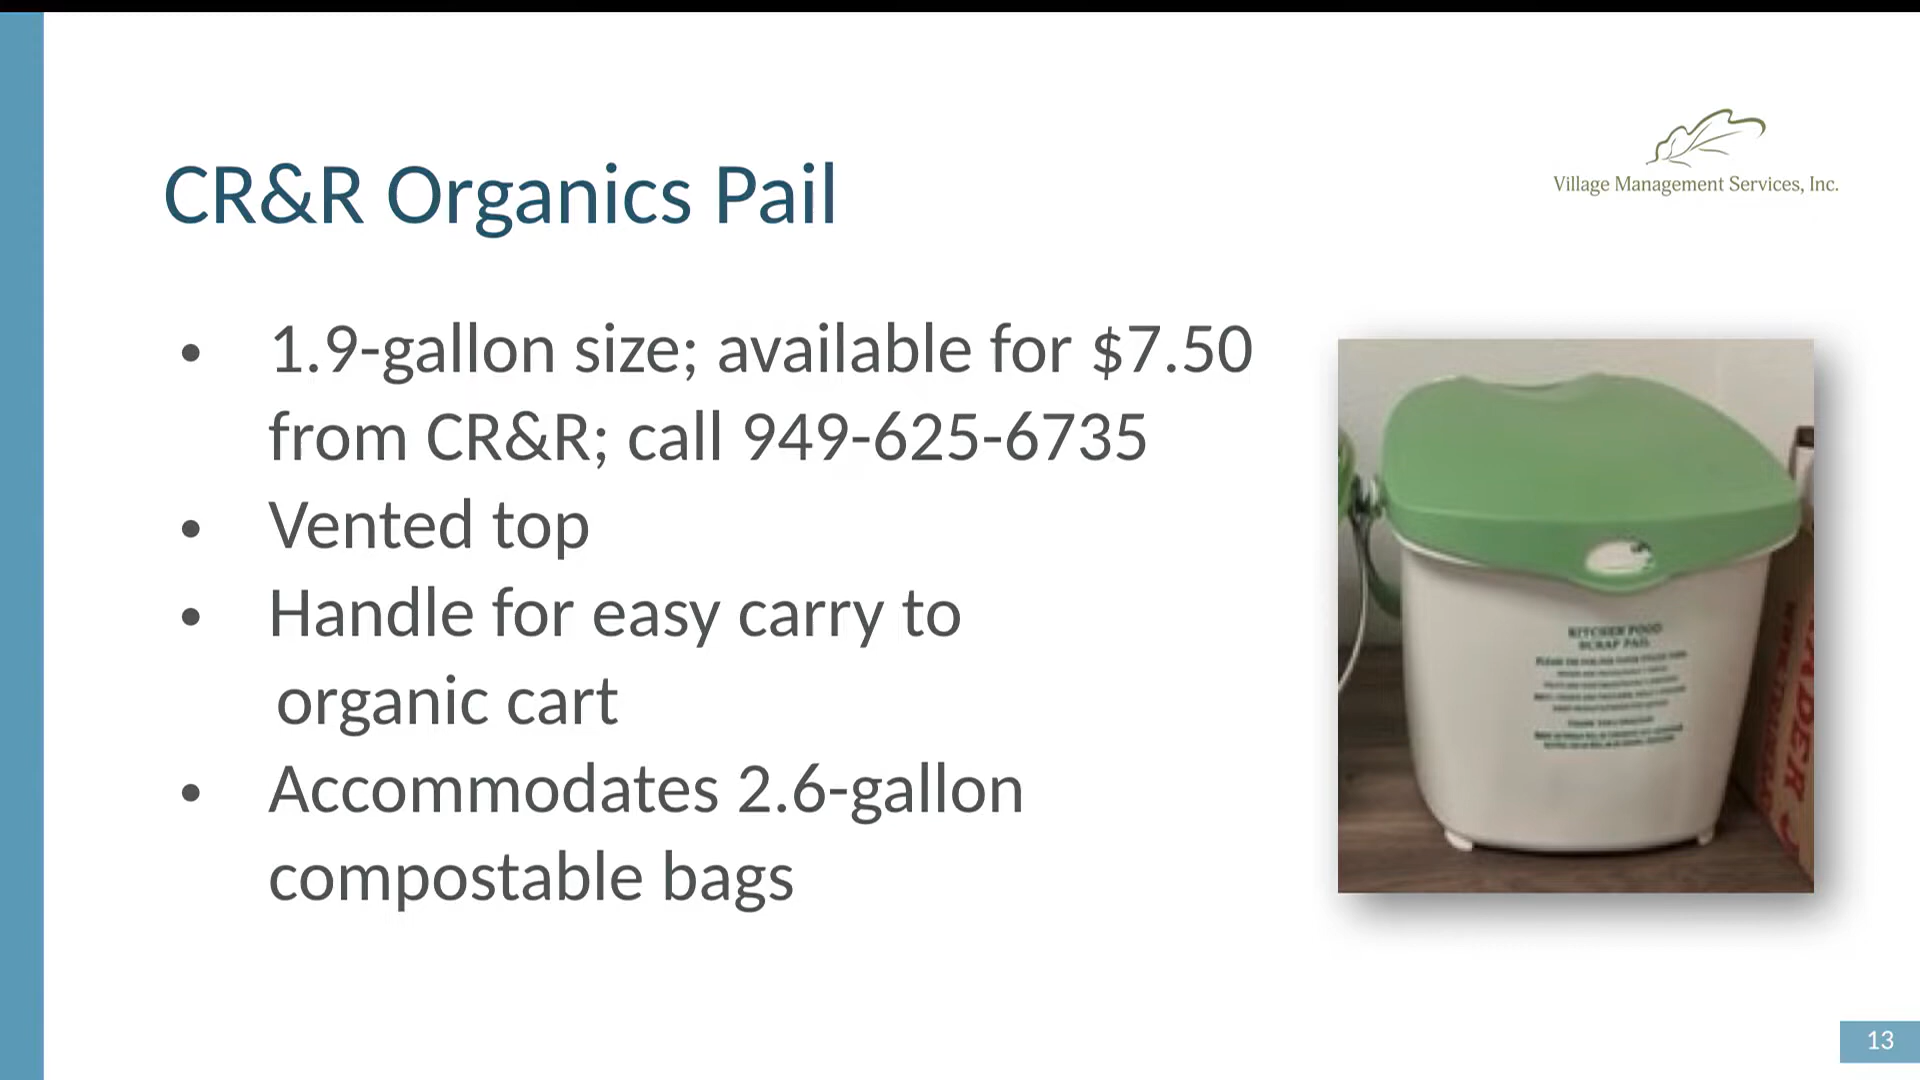 Village Management Services, Inc.
CR&R Organics Pail
• 1.9-gallon size; available for $7.50
from CR&R; call 949-625-6735
• Vented top
• Handle for easy carry to
organic cart
• Accommodates 2.6-gallon
compostable bags
KITCHEN FOOD
SCRAP PAIL
13